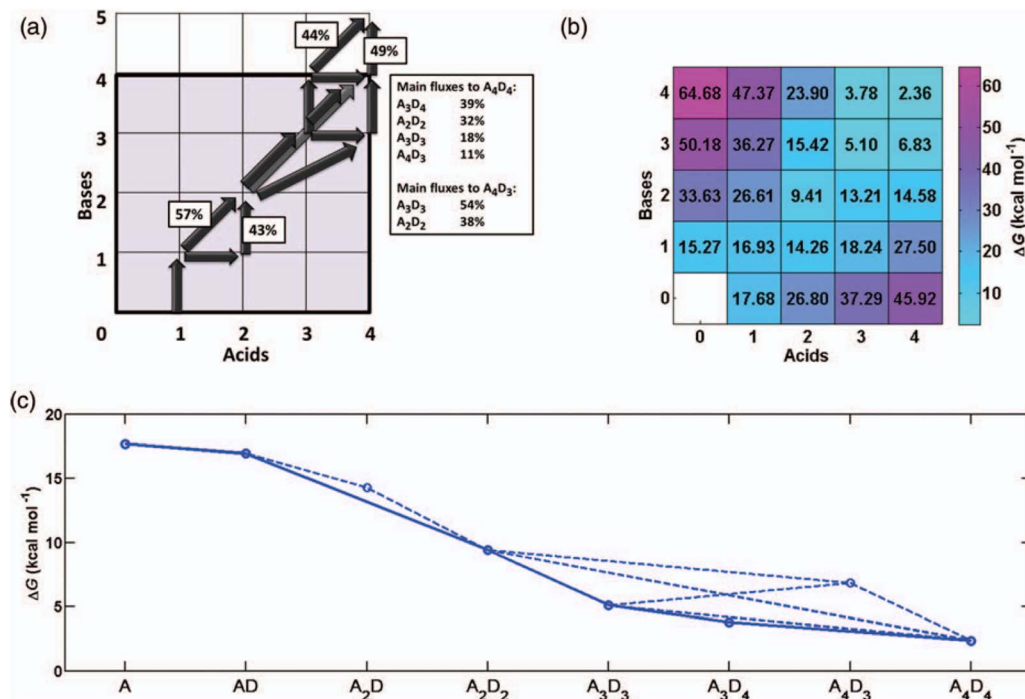 (a)
5
4
3
2
1
0
1
2
3
4
Bases
Acids
44%
49%
57%
43%
Main fluxes to A₄D₄:
A₃D₄ 39%
A₂D₂ 32%
A₃D₃ 18%
A₄D₃ 11%
Main fluxes to A₄D₃:
A₃D₃ 54%
A₂D₂ 38%
(b)
4 64.68 47.37 23.90 3.78 2.36
3 50.18 36.27 15.42 5.10 6.83
2 33.63 26.61 9.41 13.21 14.58
1 15.27 16.93 14.26 18.24 27.50
0 17.68 26.80 37.29 45.92
0 1 2 3 4
Bases
Acids
60
50
40
30
20
10
ΔG (kcal mol⁻¹)
(c)
20
15
10
5
0
ΔG (kcal mol⁻¹)
A AD A₂D A₂D₂ A₃D₃ A₃D₄ A₄D₃ A₄D₄